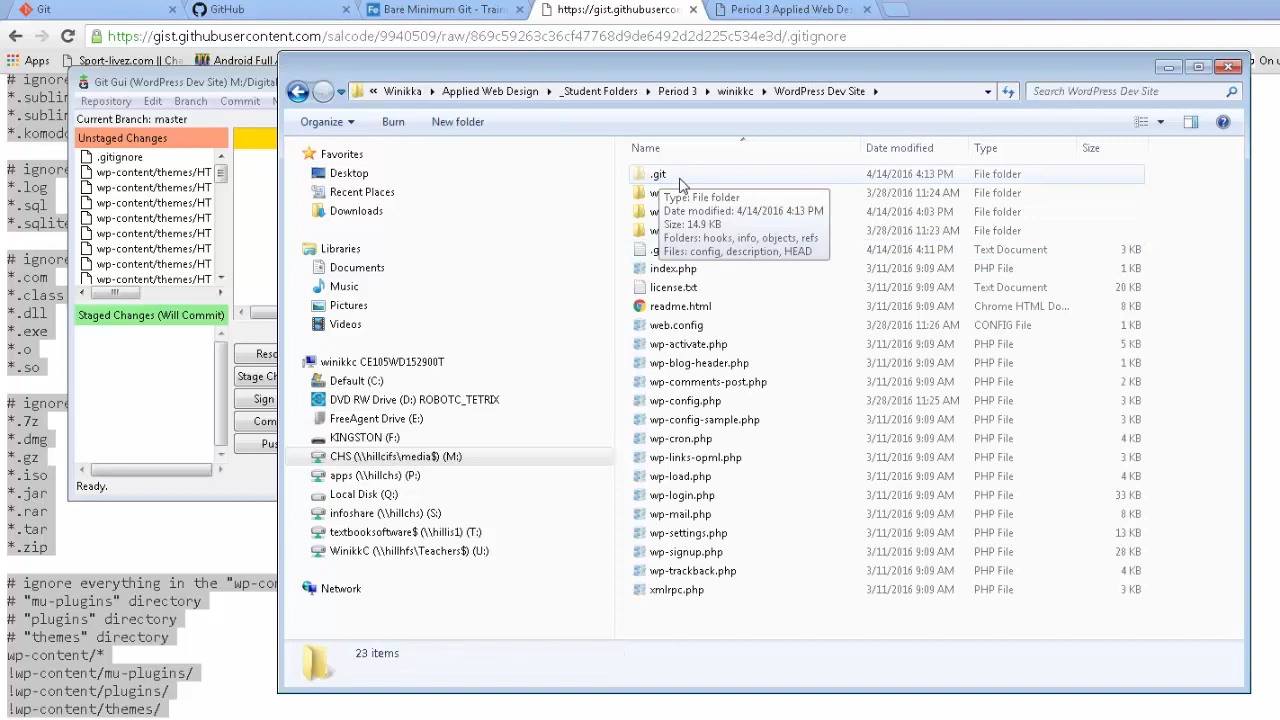 Git
GitHub
Bare Minimum Git - Train
https://gist.githubuserco
Period 3 Applied Web De
https://gist.githubusercontent.com/salcode/9940509/raw/869c59263c36cf47768d9de6492d2d225c534e3d/.gitignore
Apps
Sport-livez.com || Cha
Android Full
On u
# ignore
*.sublim
*.sublim
*.komodo
# ignore
*.log
*.sql
*.sqlite
# ignore
*.com
*.class
*.dll
*.exe
*.o
*.so
# ignore
*.7z
*.dmg
*.gz
*.iso
*.jar
*.rar
*.tar
*.zip
# ignore everything in the "wp-con
# "mu-plugins" directory
# "plugins" directory
# "themes" directory
wp-content/*
!wp-content/mu-plugins/
!wp-content/plugins/
!wp-content/themes/
Git Gui (WordPress Dev Site) M:/Digital
Repository Edit Branch Commit
Current Branch: master
Unstaged Changes
.gitignore
wp-content/themes/HT
wp-content/themes/HT
wp-content/themes/HT
wp-content/themes/HT
wp-content/themes/HT
wp-content/themes/HT
wp-content/themes/HT
Staged Changes (Will Commit)
Resc
Stage Ch
Sign
Com
Pus
Ready.
« Winikka
Applied Web Design
_Student Folders
Period 3
winikkc
WordPress Dev Site
Search WordPress Dev Site
Organize
Burn
New folder
Favorites
Desktop
Recent Places
Downloads
Libraries
Documents
Music
Pictures
Videos
winikkc CE105WD152900T
Default (C:)
DVD RW Drive (D:) ROBOTC_TETRIX
FreeAgent Drive (E:)
KINGSTON (F:)
CHS (\\hillcifs\media$) (M:)
apps (\\hillchs) (P:)
Local Disk (Q:)
infoshare (\\hillchs) (S:)
textbooksoftware$ (\\hillis1) (T:)
WinikkC (\\hillhfs\Teachers$) (U:)
Network
Name Date modified Type Size
.git 4/14/2016 4:13 PM File folder
w 3/28/2016 11:24 AM File folder
w 4/14/2016 4:03 PM File folder
w 3/28/2016 11:23 AM File folder
.g 4/14/2016 4:11 PM Text Document 3 KB
index.php 3/11/2016 9:09 AM PHP File 1 KB
license.txt 3/11/2016 9:09 AM Text Document 20 KB
readme.html 3/11/2016 9:09 AM Chrome HTML Do... 8 KB
web.config 3/28/2016 11:26 AM CONFIG File 1 KB
wp-activate.php 3/11/2016 9:09 AM PHP File 5 KB
wp-blog-header.php 3/11/2016 9:09 AM PHP File 1 KB
wp-comments-post.php 3/11/2016 9:09 AM PHP File 2 KB
wp-config.php 3/28/2016 11:25 AM PHP File 4 KB
wp-config-sample.php 3/11/2016 9:09 AM PHP File 3 KB
wp-cron.php 3/11/2016 9:09 AM PHP File 4 KB
wp-links-opml.php 3/11/2016 9:09 AM PHP File 3 KB
wp-load.php 3/11/2016 9:09 AM PHP File 4 KB
wp-login.php 3/11/2016 9:09 AM PHP File 33 KB
wp-mail.php 3/11/2016 9:09 AM PHP File 8 KB
wp-settings.php 3/11/2016 9:09 AM PHP File 13 KB
wp-signup.php 3/11/2016 9:09 AM PHP File 28 KB
wp-trackback.php 3/11/2016 9:09 AM PHP File 4 KB
xmlrpc.php 3/11/2016 9:09 AM PHP File 3 KB
Type: File folder
Date modified: 4/14/2016 4:13 PM
Size: 14.9 KB
Folders: hooks, info, objects, refs
Files: config, description, HEAD
23 items